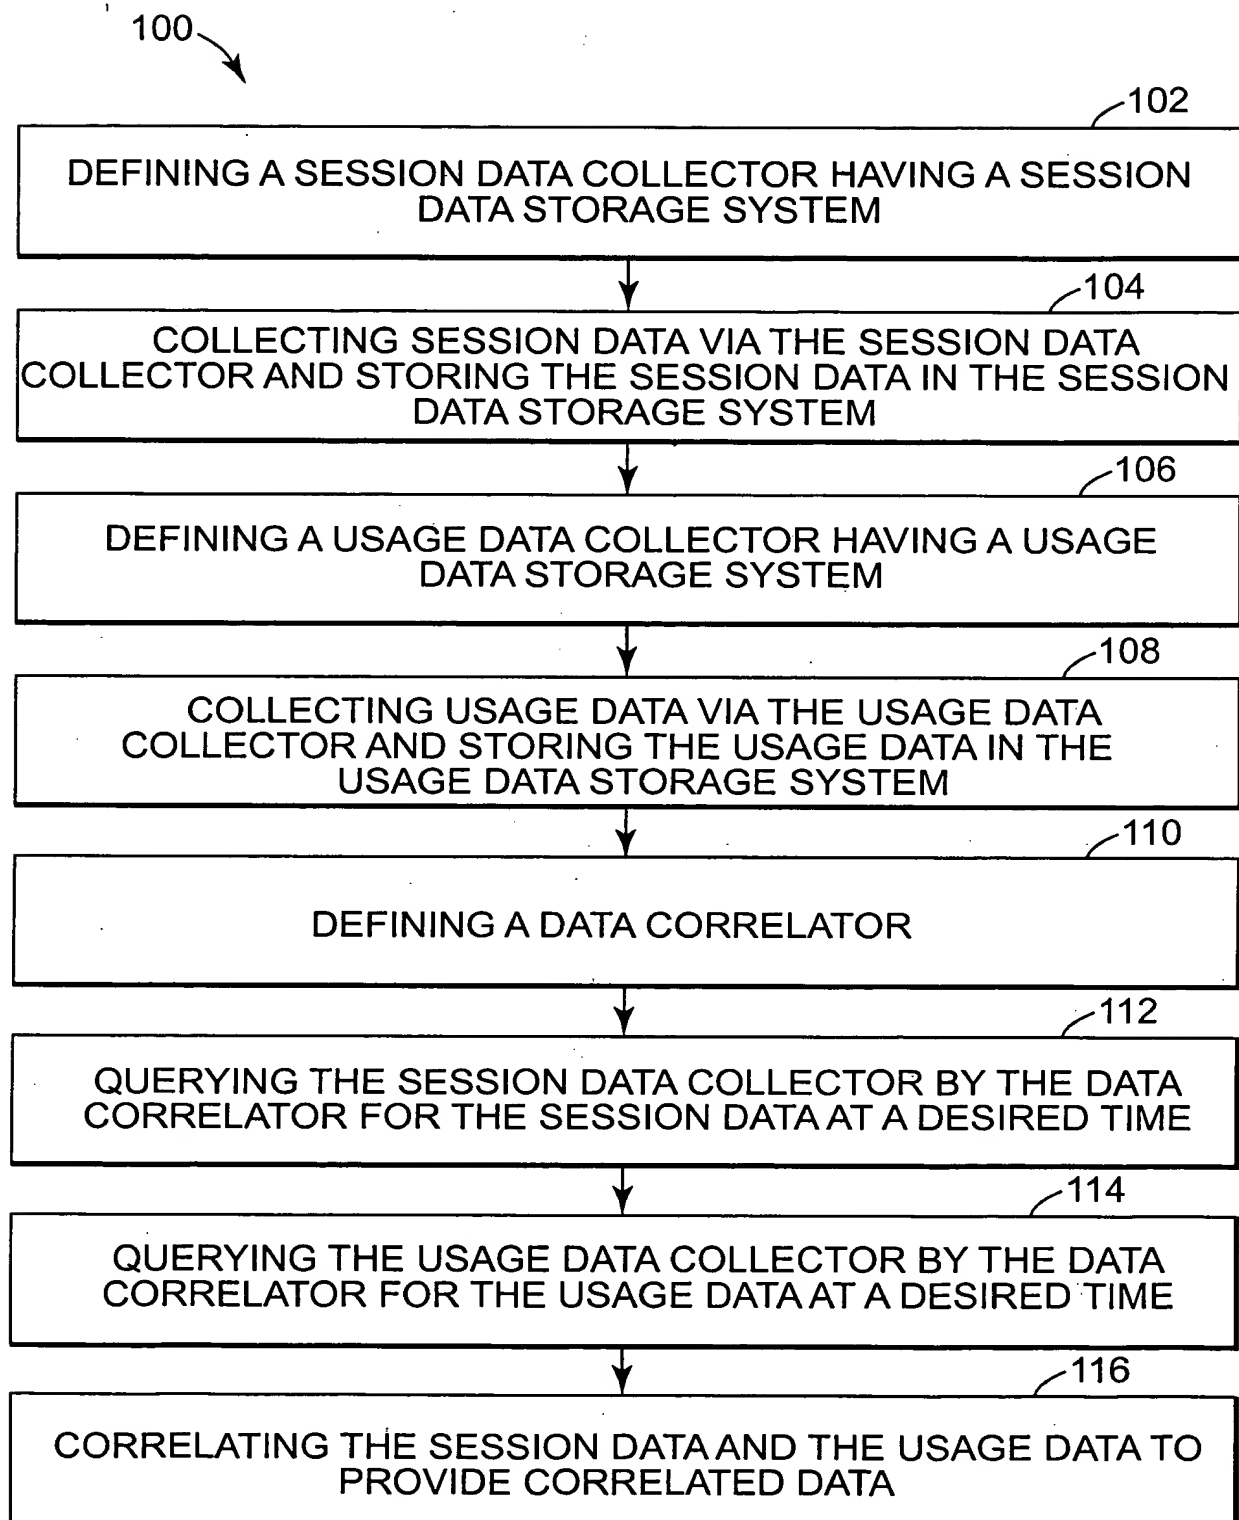 100
102
DEFINING A SESSION DATA COLLECTOR HAVING A SESSION
DATA STORAGE SYSTEM
104
COLLECTING SESSION DATA VIA THE SESSION DATA
COLLECTOR AND STORING THE SESSION DATA IN THE SESSION
DATA STORAGE SYSTEM
106
DEFINING A USAGE DATA COLLECTOR HAVING A USAGE
DATA STORAGE SYSTEM
108
COLLECTING USAGE DATA VIA THE USAGE DATA
COLLECTOR AND STORING THE USAGE DATA IN THE
USAGE DATA STORAGE SYSTEM
110
DEFINING A DATA CORRELATOR
112
QUERYING THE SESSION DATA COLLECTOR BY THE DATA
CORRELATOR FOR THE SESSION DATA AT A DESIRED TIME
114
QUERYING THE USAGE DATA COLLECTOR BY THE DATA
CORRELATOR FOR THE USAGE DATA AT A DESIRED TIME
116
CORRELATING THE SESSION DATA AND THE USAGE DATA TO
PROVIDE CORRELATED DATA